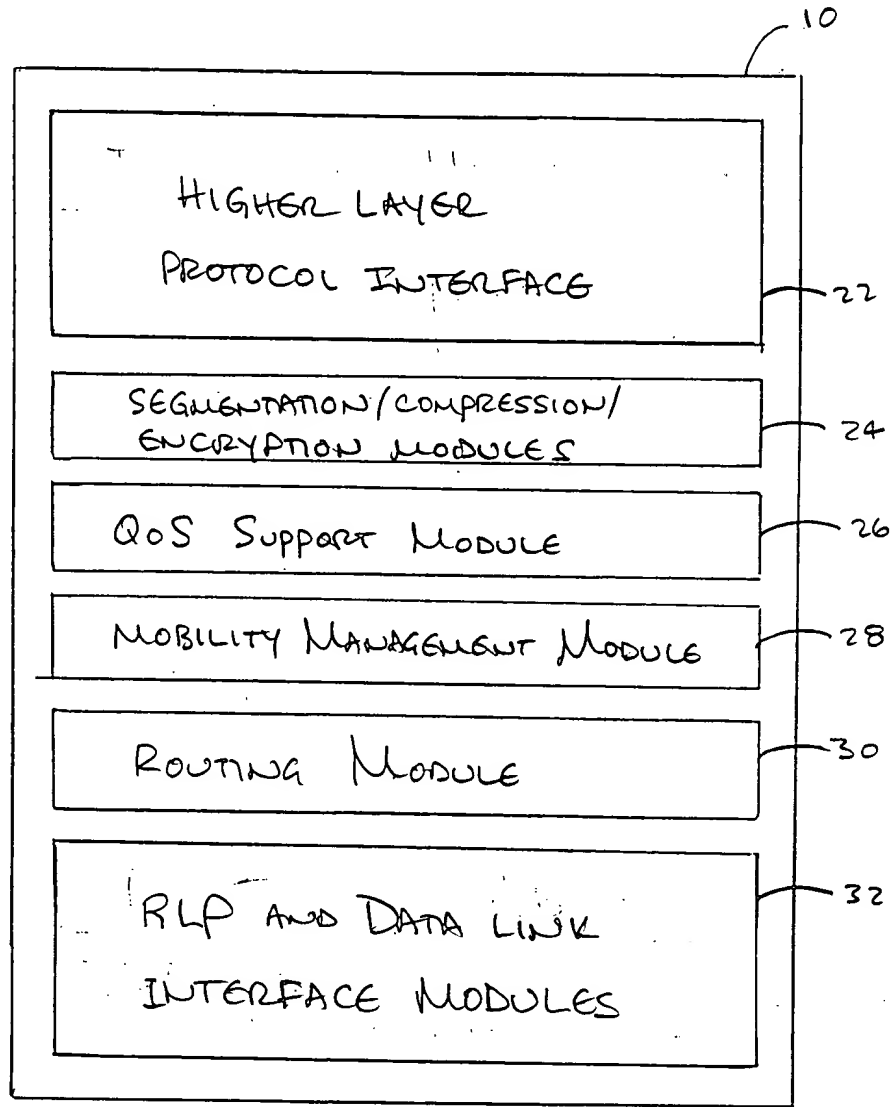 10
HIGHER LAYER
PROTOCOL INTERFACE
22
SEGMENTATION/COMPRESSION/
ENCRYPTION MODULES
24
QoS SUPPORT MODULE
26
MOBILITY MANAGEMENT MODULE
28
ROUTING MODULE
30
RLP AND DATA LINK
INTERFACE MODULES
32